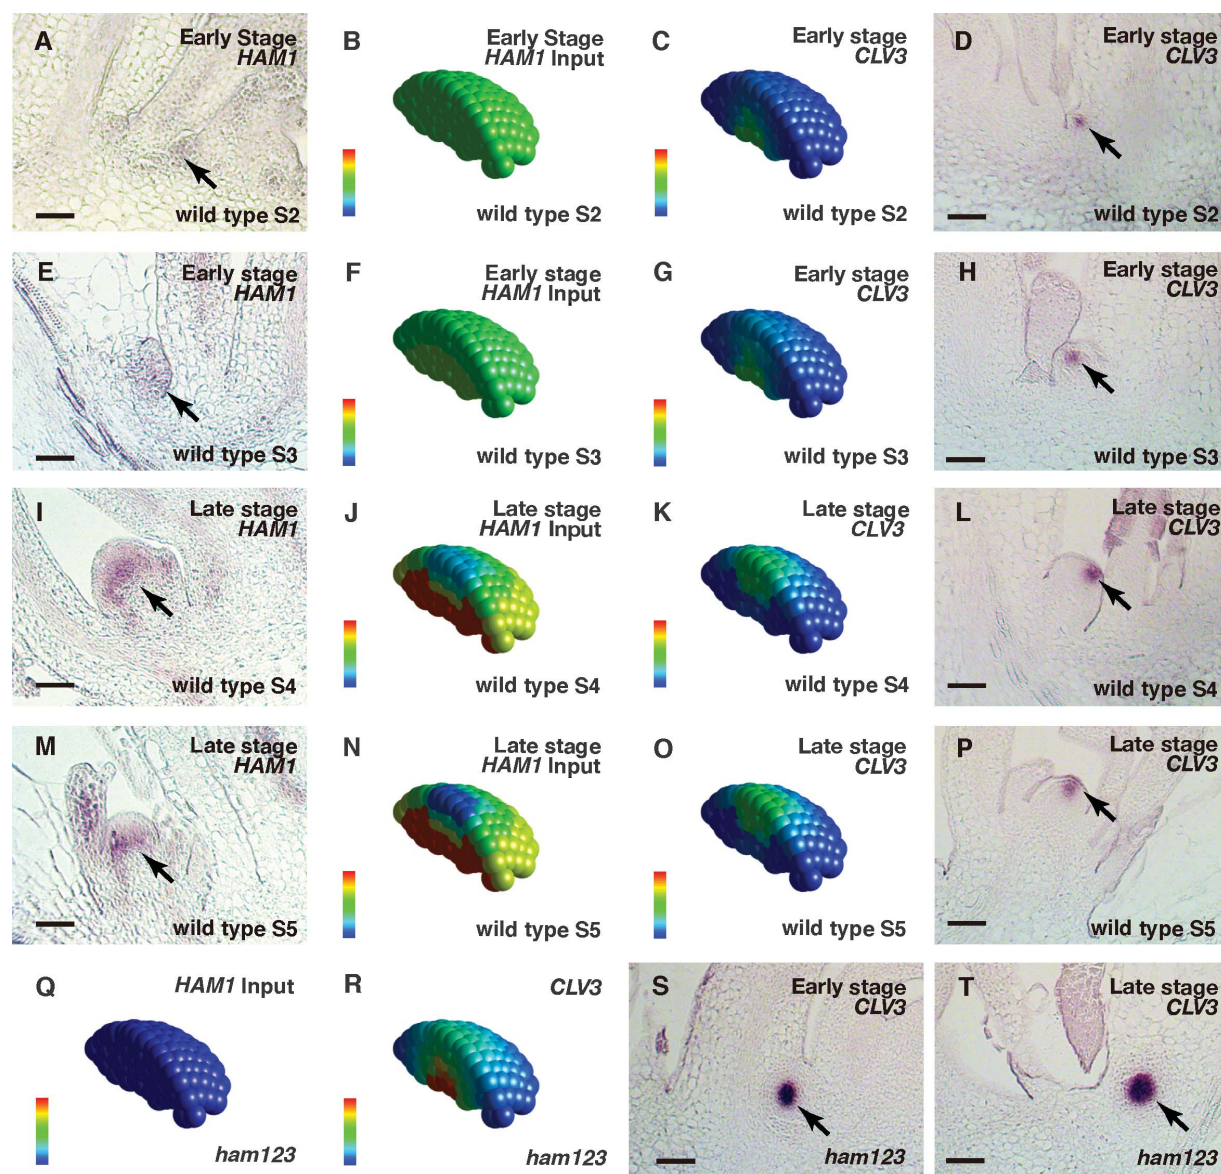 A
Early Stage
HAM1
wild type S2
B
Early Stage
HAM1 Input
wild type S2
C
Early stage
CLV3
wild type S2
D
Early stage
CLV3
wild type S2
E
Early stage
HAM1
wild type S3
F
Early stage
HAM1 Input
wild type S3
G
Early stage
CLV3
wild type S3
H
Early stage
CLV3
wild type S3
I
Late stage
HAM1
wild type S4
J
Late stage
HAM1 Input
wild type S4
K
Late stage
CLV3
wild type S4
L
Late stage
CLV3
wild type S4
M
Late stage
HAM1
wild type S5
N
Late stage
HAM1 Input
wild type S5
O
Late stage
CLV3
wild type S5
P
Late stage
CLV3
wild type S5
Q
HAM1 Input
ham123
R
CLV3
ham123
S
Early stage
CLV3
ham123
T
Late stage
CLV3
ham123